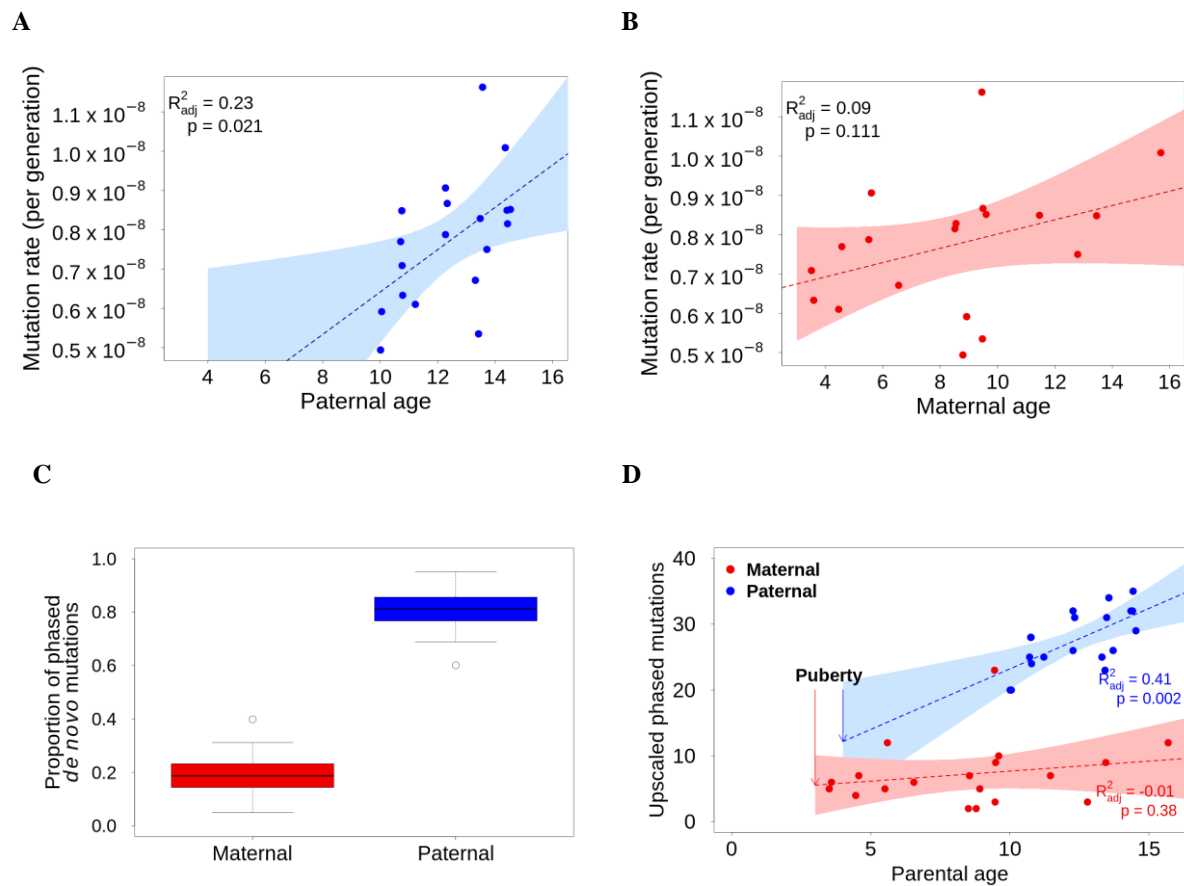 A
Mutation rate (per generation)
1.1 x 10⁻⁸
1.0 x 10⁻⁸
0.9 x 10⁻⁸
0.8 x 10⁻⁸
0.7 x 10⁻⁸
0.6 x 10⁻⁸
0.5 x 10⁻⁸
R²adj = 0.23
p = 0.021
4 6 8 10 12 14 16
Paternal age
B
Mutation rate (per generation)
1.1 x 10⁻⁸
1.0 x 10⁻⁸
0.9 x 10⁻⁸
0.8 x 10⁻⁸
0.7 x 10⁻⁸
0.6 x 10⁻⁸
0.5 x 10⁻⁸
R²adj = 0.09
p = 0.111
4 6 8 10 12 14 16
Maternal age
C
Proportion of phased
de novo mutations
1.0
0.8
0.6
0.4
0.2
0.0
Maternal Paternal
D
Upscaled phased mutations
40
30
20
10
0
Maternal
Paternal
Puberty
R²adj = 0.41
p = 0.002
R²adj = -0.01
p = 0.38
0 5 10 15
Parental age